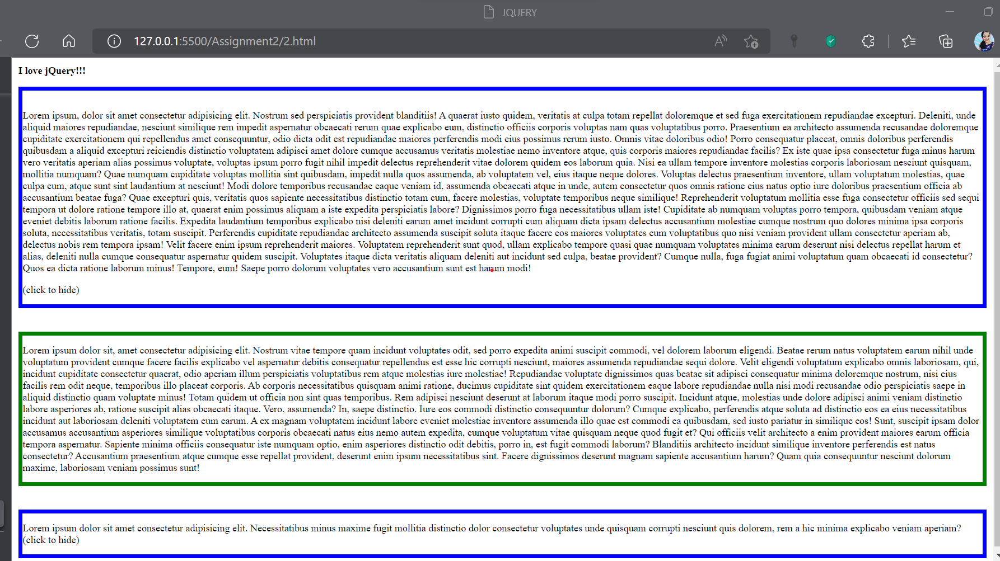 JQUERY
127.0.0.1:5500/Assignment2/2.html
I love jQuery!!!
Lorem ipsum, dolor sit amet consectetur adipisicing elit. Nostrum sed perspiciatis provident blanditiis! A quaerat iusto quidem, veritatis at culpa totam repellat doloremque et sed fuga exercitationem repudiandae excepturi. Deleniti, unde
aliquid maiores repudiandae, nesciunt similique rem impedit aspernatur obcaecati rerum quae explicabo eum, distinctio officiis corporis voluptas nam quas voluptatibus porro. Praesentium ea architecto assumenda recusandae doloremque
cupiditate exercitationem qui repellendus amet consequuntur, odio dicta odit est repudiandae maiores perferendis modi eius possimus rerum iusto. Omnis vitae doloribus odio! Porro consequatur placeat, omnis doloribus perferendis
quibusdam a aliquid excepturi reiciendis distinctio voluptatem adipisci amet dolore cumque accusamus veritatis molestiae nemo inventore atque, quis corporis maiores repudiandae facilis? Ex iste quae ipsa consectetur fuga minus harum
vero veritatis aperiam alias possimus voluptate, voluptas ipsum porro fugit nihil impedit delectus reprehenderit vitae dolorem quidem eos laborum quia. Nisi ea ullam tempore inventore molestias corporis laboriosam nesciunt quisquam,
mollitia numquam? Quae numquam cupiditate voluptas mollitia sint quibusdam, impedit nulla quos assumenda, ab voluptatem vel, eius itaque neque dolores. Voluptas delectus praesentium inventore, ullam voluptatum molestias, quae
culpa eum, atque sunt sint laudantium at nesciunt! Modi dolore temporibus recusandae eaque veniam id, assumenda obcaecati atque in unde, autem consectetur quos omnis ratione eius natus optio iure doloribus praesentium officia ab
accusantium beatae fuga? Quae excepturi quis, veritatis quos sapiente necessitatibus distinctio totam cum, facere molestias, voluptate temporibus neque similique! Reprehenderit voluptatum mollitia esse fuga consectetur officiis sed sequi
tempora ut dolore ratione tempore illo at, quaerat enim possimus aliquam a iste expedita perspiciatis labore? Dignissimos porro fuga necessitatibus ullam iste! Cupiditate ab numquam voluptas porro tempora, quibusdam veniam atque
eveniet debitis laborum ratione facilis. Expedita laudantium temporibus explicabo nisi deleniti earum amet incidunt corrupti cum aliquam dicta ipsam delectus accusantium molestiae cumque nostrum quo dolores minima ipsa corporis
soluta, necessitatibus veritatis, totam suscipit. Perferendis cupiditate repudiandae architecto assumenda suscipit soluta itaque facere eos maiores voluptates eum voluptatibus quo nisi veniam provident ullam consectetur aperiam ab,
delectus nobis rem tempora ipsam! Velit facere enim ipsum reprehenderit maiores. Voluptatem reprehenderit sunt quod, ullam explicabo tempore quasi quae numquam voluptates minima earum deserunt nisi delectus repellat harum et
alias, deleniti nulla cumque consequatur aspernatur quidem suscipit. Voluptates itaque dicta veritatis aliquam deleniti aut incidunt sed culpa, beatae provident? Cumque nulla, fuga fugiat animi voluptatum quam obcaecati id consectetur?
Quos ea dicta ratione laborum minus! Tempore, eum! Saepe porro dolorum voluptates vero accusantium sunt est harum modi!
(click to hide)
Lorem ipsum dolor sit, amet consectetur adipisicing elit. Nostrum vitae tempore quam incidunt voluptates odit, sed porro expedita animi suscipit commodi, vel dolorem laborum eligendi. Beatae rerum natus voluptatem earum nihil unde
voluptatum provident cumque facere facilis explicabo vel aspernatur debitis consequatur repellendus est esse hic corrupti nesciunt, maiores assumenda repudiandae sequi dolore. Velit eligendi voluptatum explicabo omnis laboriosam, qui,
incidunt cupiditate consectetur quaerat, odio aperiam illum perspiciatis voluptatibus rem atque molestias iure molestiae! Repudiandae voluptate dignissimos quas beatae sit adipisci consequatur minima doloremque nostrum, nisi eius
facilis rem odit neque, temporibus illo placeat corporis. Ab corporis necessitatibus quisquam animi ratione, ducimus cupiditate sint quidem exercitationem eaque labore repudiandae nulla nisi modi recusandae odio perspiciatis saepe in
aliquid distinctio quam voluptate minus! Totam quidem ut officia non sint quas temporibus. Rem adipisci nesciunt deserunt at laborum itaque modi porro suscipit. Incidunt atque, molestias unde dolore adipisci animi veniam distinctio
labore asperiores ab, ratione suscipit alias obcaecati itaque. Vero, assumenda? In, saepe distinctio. Iure eos commodi distinctio consequuntur dolorum? Cumque explicabo, perferendis atque soluta ad distinctio eos ea eius necessitatibus
incidunt aut laboriosam deleniti voluptatem eum earum. A ex magnam voluptatem incidunt labore eveniet molestiae inventore assumenda illo quae est commodi ea quibusdam, sed iusto pariatur in similique eos! Sunt, suscipit ipsam dolor
accusamus accusantium asperiores similique voluptatibus corporis obcaecati natus eius nemo autem expedita, cumque voluptatum vitae quisquam neque quod fugit et? Qui officiis velit architecto a enim provident maiores earum officia
tempora aspernatur. Sapiente minima officiis consequatur iste numquam optio, enim asperiores distinctio odit debitis, porro in, est fugit commodi laborum? Blanditiis architecto incidunt similique inventore perferendis est natus
consectetur? Accusantium praesentium atque cumque esse repellat provident, deserunt enim ipsum necessitatibus sint. Facere dignissimos deserunt magnam sapiente accusantium harum? Quam quia consequuntur nesciunt dolorum
maxime, laboriosam veniam possimus sunt!
Lorem ipsum dolor sit amet consectetur adipisicing elit. Necessitatibus minus maxime fugit mollitia distinctio dolor consectetur voluptates unde quisquam corrupti nesciunt quis dolorem, rem a hic minima explicabo veniam aperiam?
(click to hide)